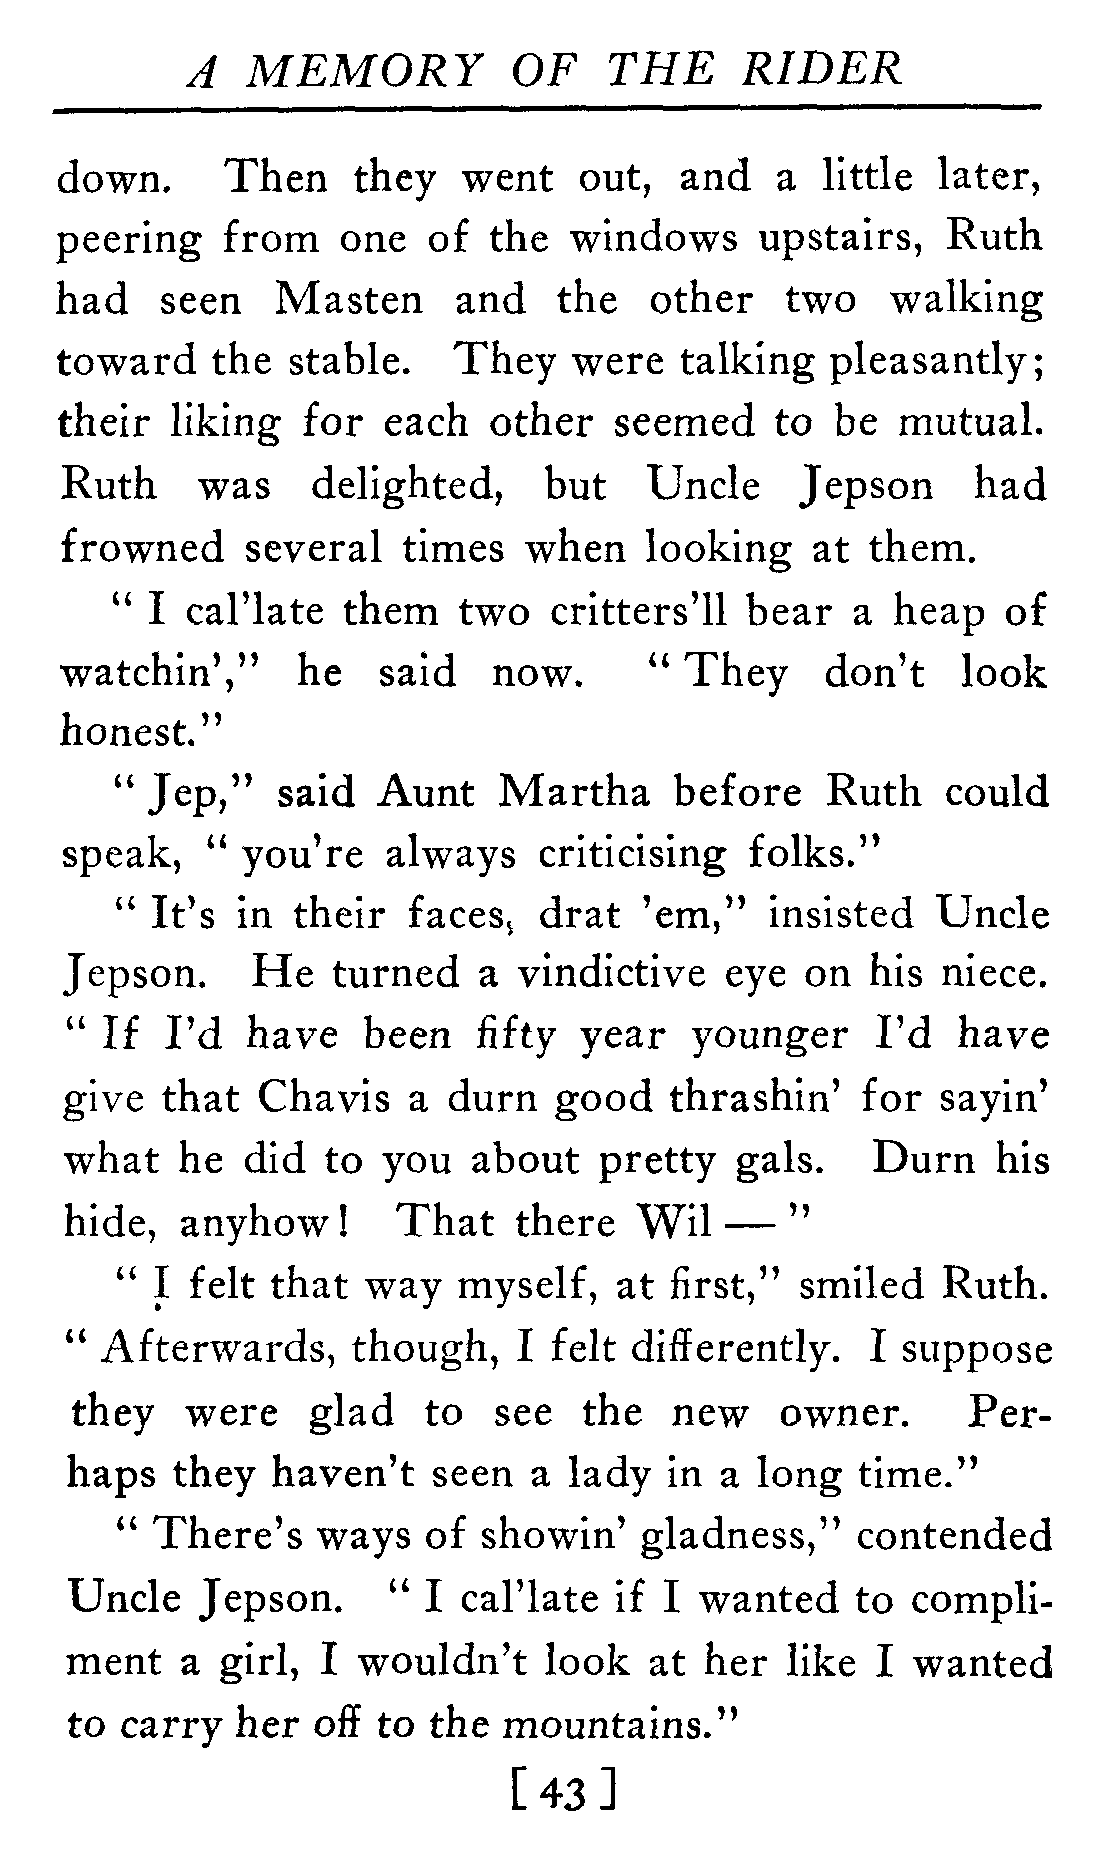 A MEMORY OF THE RIDER
down. Then they went out, and a little later,
peering from one of the windows upstairs, Ruth
had seen Masten and the other two walking
toward the stable. They were talking pleasantly;
their liking for each other seemed to be mutual.
Ruth was delighted, but Uncle Jepson had
frowned several times when looking at them.
" I cal'late them two critters'll bear a heap of
watchin'," he said now. " They don't look
honest."
" Jep," said Aunt Martha before Ruth could
speak, " you're always criticising folks."
" It's in their faces, drat 'em," insisted Uncle
Jepson. He turned a vindictive eye on his niece.
" If I'd have been fifty year younger I'd have
give that Chavis a durn good thrashin' for sayin'
what he did to you about pretty gals. Durn his
hide, anyhow! That there Wil — "
" I felt that way myself, at first," smiled Ruth.
" Afterwards, though, I felt differently. I suppose
they were glad to see the new owner. Per-
haps they haven't seen a lady in a long time."
" There's ways of showin' gladness," contended
Uncle Jepson. " I cal'late if I wanted to compli-
ment a girl, I wouldn't look at her like I wanted
to carry her off to the mountains."
[ 43 ]